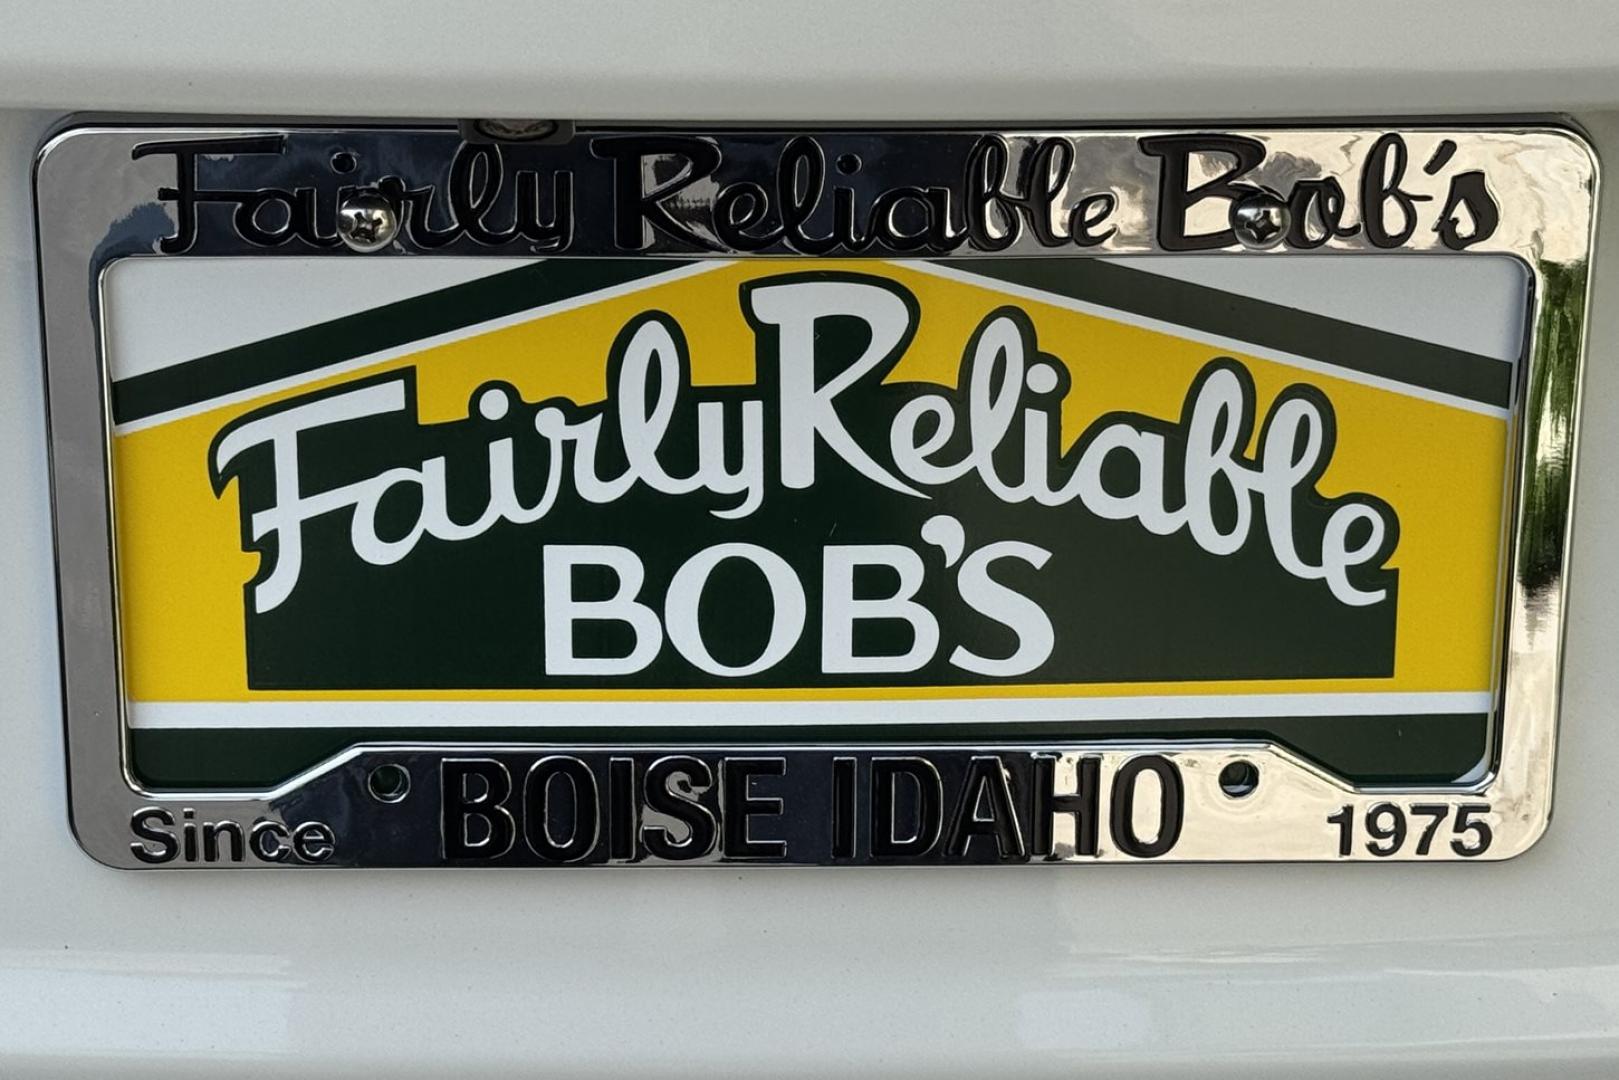 Fairly Reliable Bob's
Fairly Reliable
BOB'S
Since BOISE IDAHO 1975